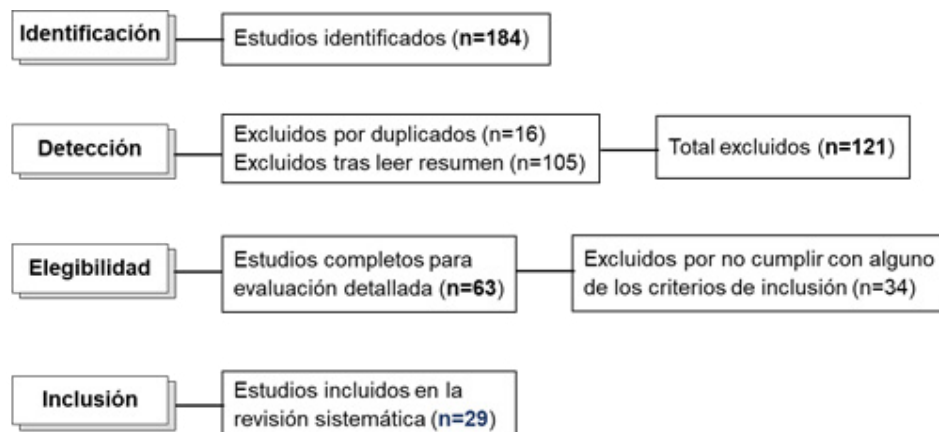 Identificación
Estudios identificados (n=184)
Detección
Excluidos por duplicados (n=16)
Excluidos tras leer resumen (n=105)
Total excluidos (n=121)
Elegibilidad
Estudios completos para
evaluación detallada (n=63)
Excluidos por no cumplir con alguno
de los criterios de inclusión (n=34)
Inclusión
Estudios incluidos en la
revisión sistemática (n=29)